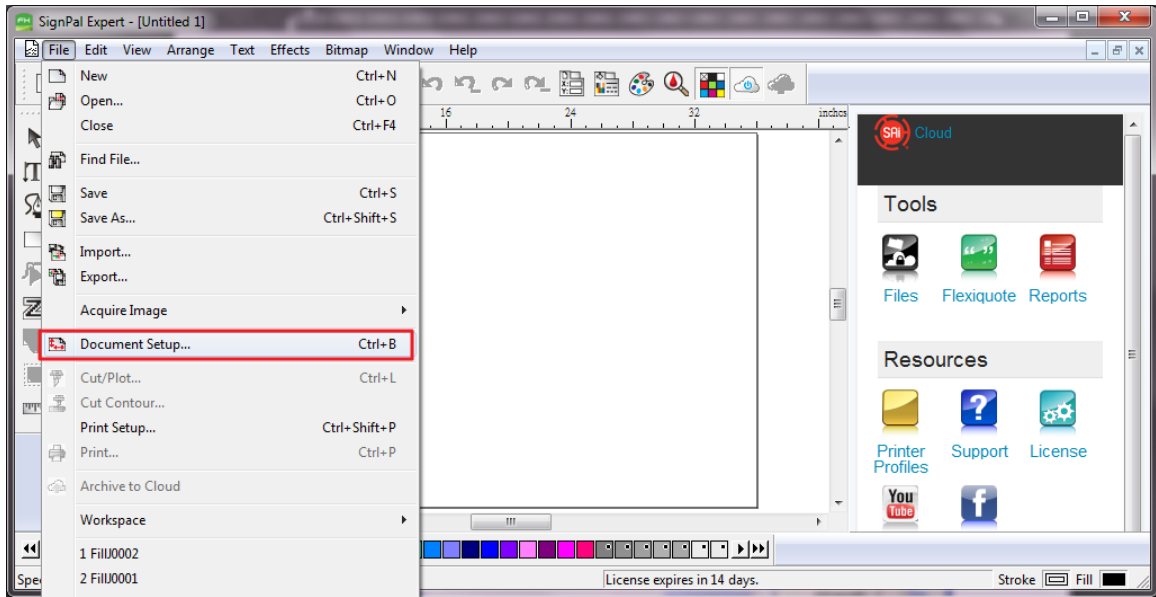 SignPal Expert - [Untitled 1]
File Edit View Arrange Text Effects Bitmap Window Help
New Ctrl+N
Open... Ctrl+O
Close Ctrl+F4
Find File...
Save Ctrl+S
Save As... Ctrl+Shift+S
Import...
Export...
Acquire Image
Document Setup... Ctrl+B
Cut/Plot... Ctrl+L
Cut Contour...
Print Setup... Ctrl+Shift+P
Print... Ctrl+P
Archive to Cloud
Workspace
1 FillJ0002
2 FillJ0001
X:
Y:
16 24 32 inches
SAi Cloud
Tools
Files Flexiquote Reports
Resources
Printer Profiles Support License
You Tube f
License expires in 14 days.
Stroke Fill